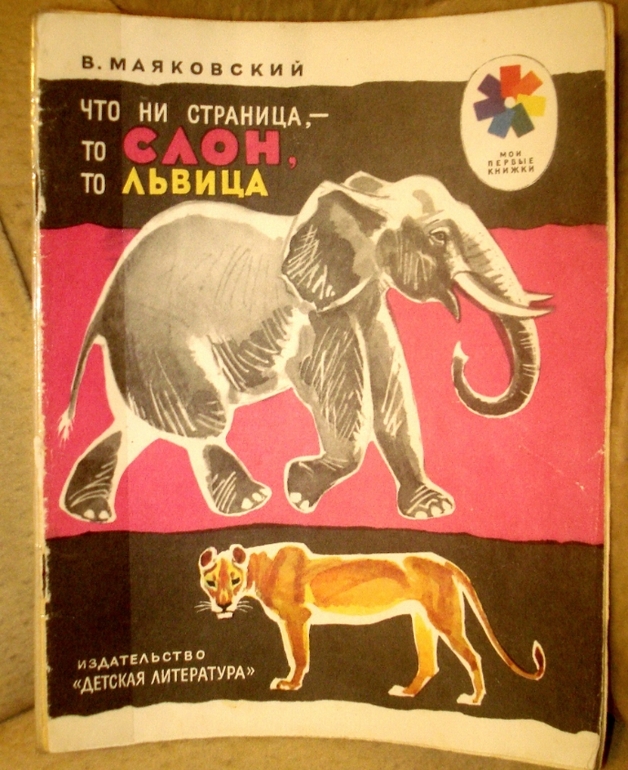 В. МАЯКОВСКИЙ
ЧТО НИ СТРАНИЦА,—
ТО СЛОН,
ТО ЛЬВИЦА
МОИ
ПЕРВЫЕ
КНИЖКИ
ИЗДАТЕЛЬСТВО
«ДЕТСКАЯ ЛИТЕРАТУРА»